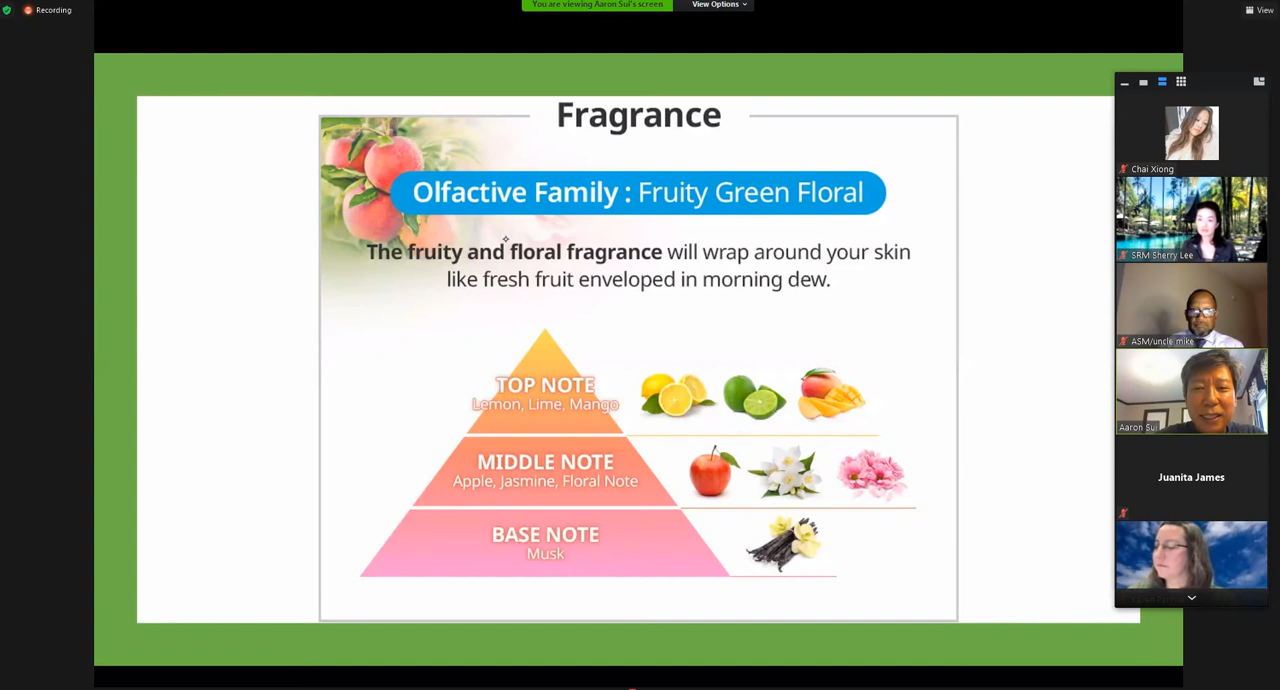 Recording
You are viewing Aaron Sui's screen
View Options
View
Fragrance
Olfactive Family : Fruity Green Floral
The fruity and floral fragrance will wrap around your skin
like fresh fruit enveloped in morning dew.
TOP NOTE
Lemon, Lime, Mango
MIDDLE NOTE
Apple, Jasmine, Floral Note
BASE NOTE
Musk
Chai Xiong
SRM Sherry Lee
ASM/uncle mike
Aaron Sui
Juanita James